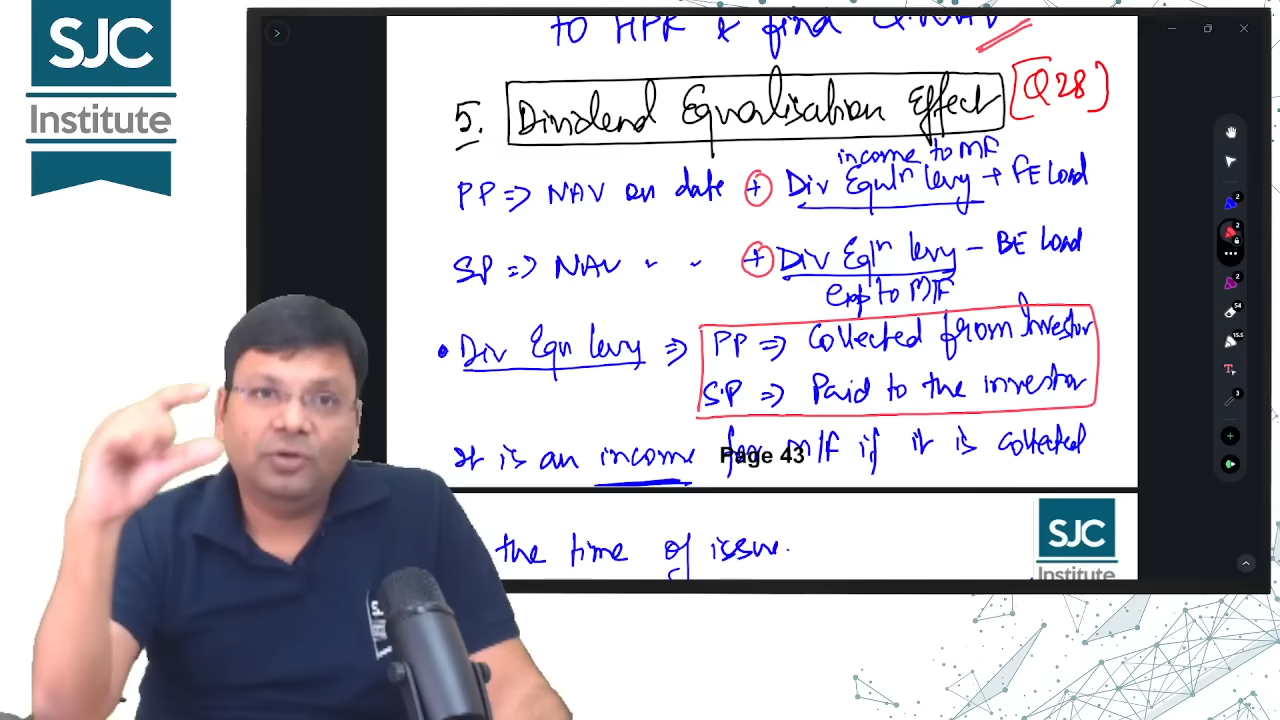 SJC
Institute
to HPR & find O.NAV
5. Dividend Equalisation Effect [Q28]
income to MF
PP => NAV on date + Div Equln levy + FE Load
SP => NAV " " + Div Eqln levy - BE Load
exp to MF
• Div Eqn levy => PP => Collected from Investor
SP => Paid to the investor
It is an income for M/F if it is collected
Page 43
the time of issue.
SJC
Institute